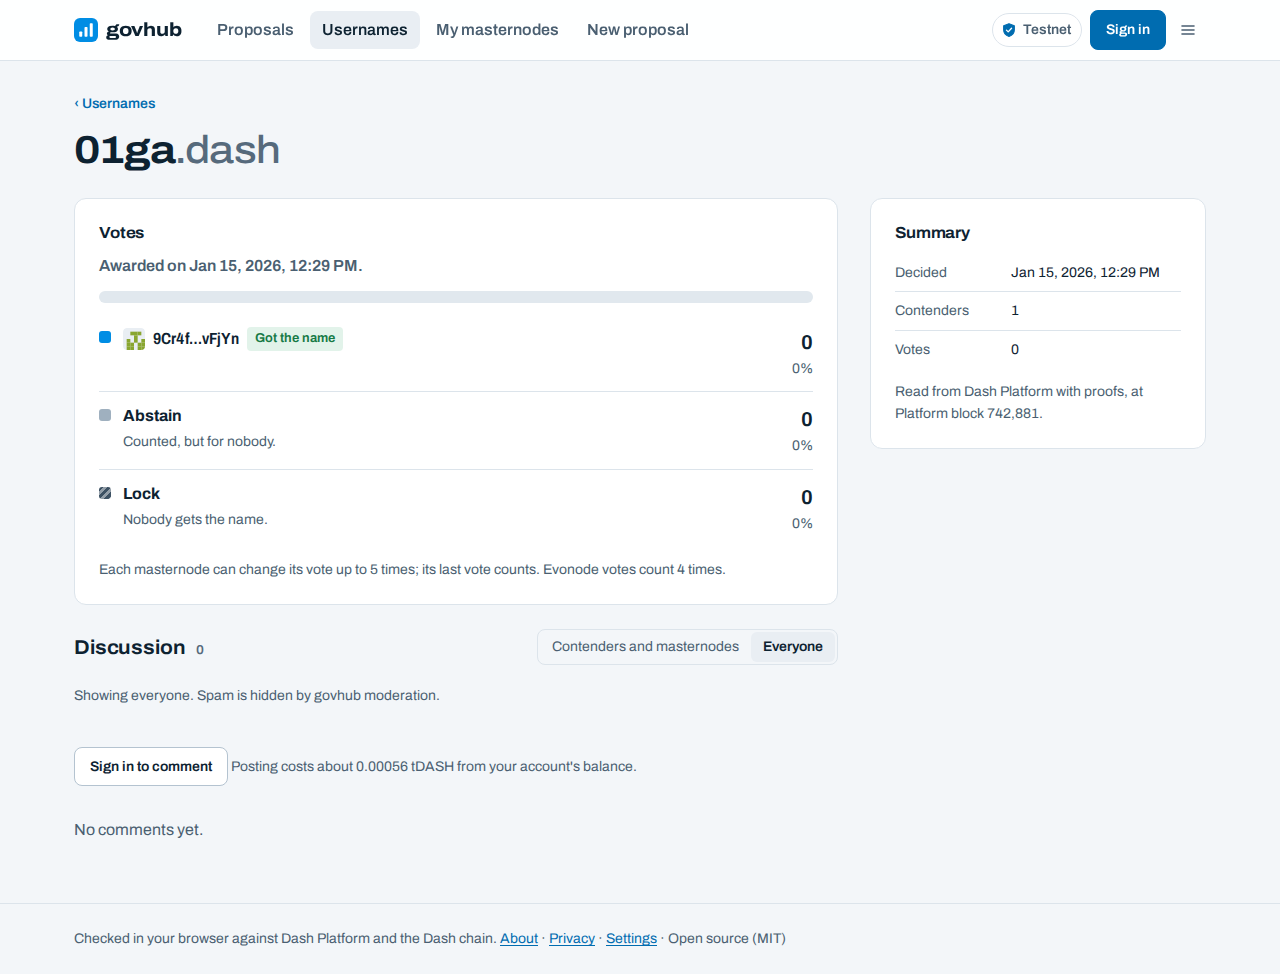 govhub
Proposals
Usernames
My masternodes
New proposal
Testnet
Sign in
‹ Usernames
01ga.dash
Votes
Awarded on Jan 15, 2026, 12:29 PM.
9Cr4f…vFjYn
Got the name
0
0%
Abstain
Counted, but for nobody.
0
0%
Lock
Nobody gets the name.
0
0%
Each masternode can change its vote up to 5 times; its last vote counts. Evonode votes count 4 times.
Summary
Decided Jan 15, 2026, 12:29 PM
Contenders 1
Votes 0
Read from Dash Platform with proofs, at
Platform block 742,881.
Discussion 0
Contenders and masternodes
Everyone
Showing everyone. Spam is hidden by govhub moderation.
Sign in to comment
Posting costs about 0.00056 tDASH from your account's balance.
No comments yet.
Checked in your browser against Dash Platform and the Dash chain. About · Privacy · Settings · Open source (MIT)